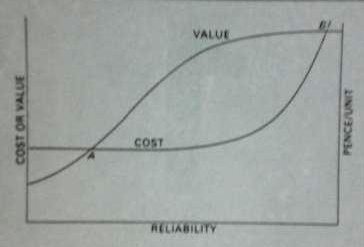 B!
VALUE
COST OR VALUE
PENCE/UNIT
COST
A
RELIABILITY